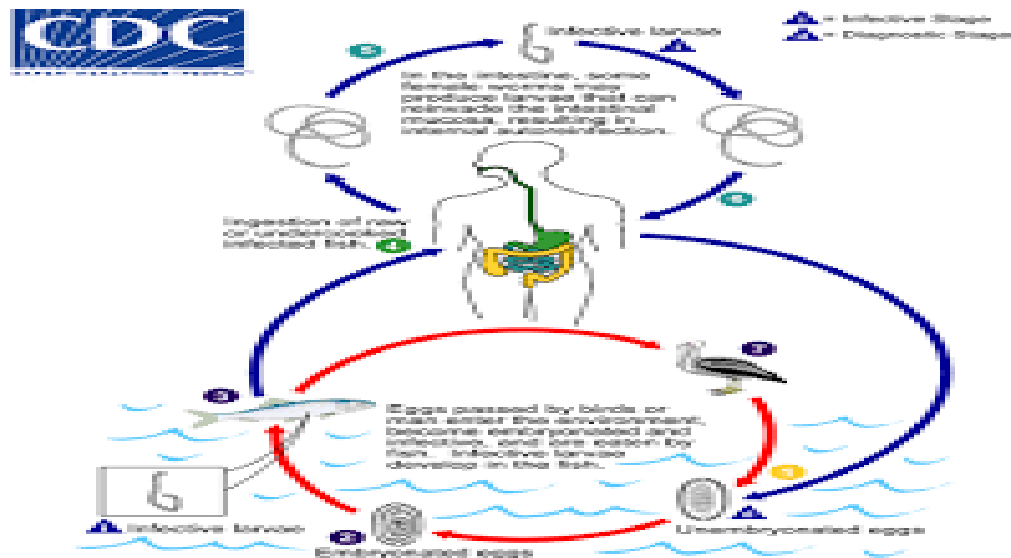 CDC
Infective larvae
= Infective Stage
= Diagnostic Stage
In the intestine, some
female worms may
produce larvae that can
reinvade the intestinal
mucosa, resulting in
internal autoreinfection.
Ingestion of raw
or undercooked
infected fish.
Eggs passed by birds or
man enter the environment,
become embryonated and
infective, and are eaten by
fish. Infective larvae
develop in the fish.
Infective larvae
Unembryonated eggs
Embryonated eggs